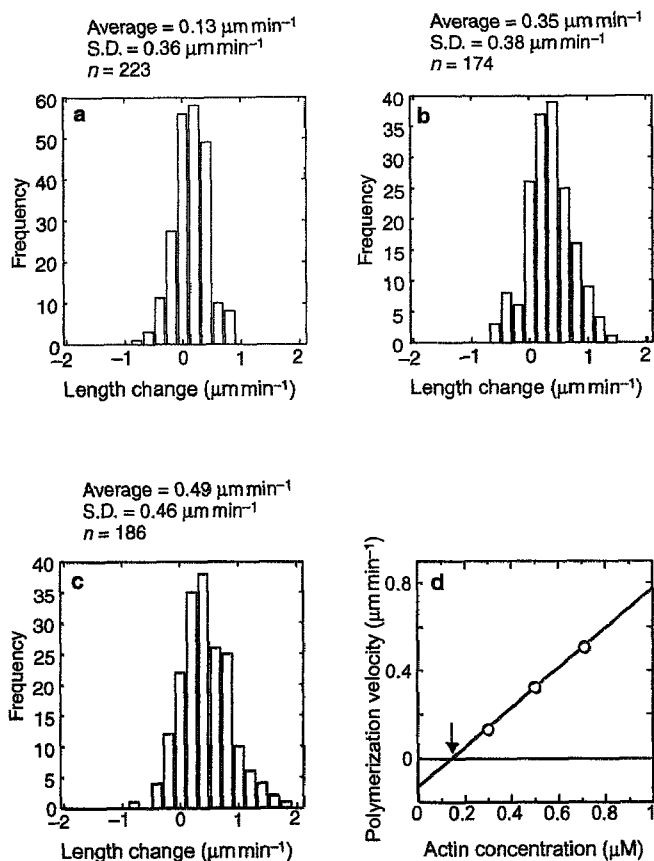 Average = 0.13 µm min⁻¹
S.D. = 0.36 µm min⁻¹
n = 223
a
60
50
40
30
20
10
0
Frequency
−2 −1 0 1 2
Length change (µm min⁻¹)
Average = 0.35 µm min⁻¹
S.D. = 0.38 µm min⁻¹
n = 174
b
40
35
30
25
20
15
10
5
0
Frequency
−2 −1 0 1 2
Length change (µm min⁻¹)
Average = 0.49 µm min⁻¹
S.D. = 0.46 µm min⁻¹
n = 186
c
40
35
30
25
20
15
10
5
0
Frequency
−2 −1 0 1 2
Length change (µm min⁻¹)
d
0.8
0.4
0
Polymerization velocity (µm min⁻¹)
0 0.2 0.4 0.6 0.8 1
Actin concentration (µM)